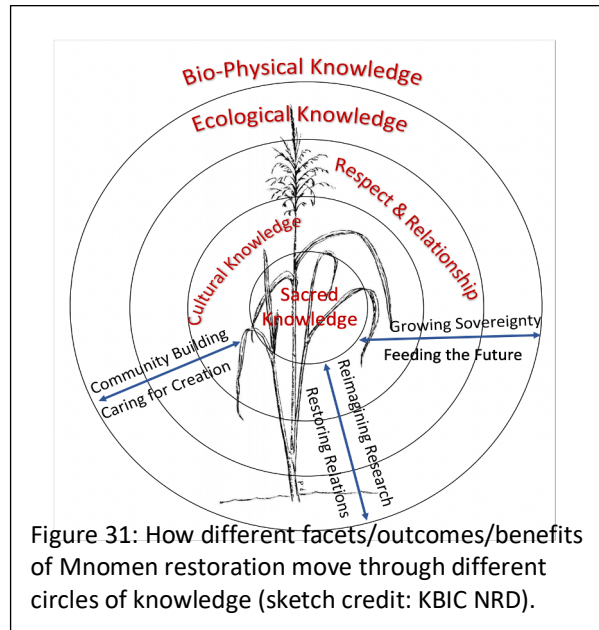 Bio-Physical Knowledge
Ecological Knowledge
Respect & Relationship
Cultural Knowledge
Sacred
Knowledge
Growing Sovereignty
Feeding the Future
Community Building
Caring for Creation
Reimagining Research
Restoring Relations
Figure 31: How different facets/outcomes/benefits
of Mnomen restoration move through different
circles of knowledge (sketch credit: KBIC NRD).